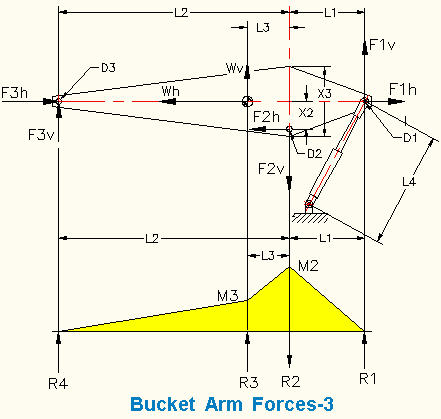 L2
L3
L1
F1v
D3
Wv
X3
F3h
Wh
F1h
X2
F3v
F2h
D2
D1
F2v
L4
L2
L1
L3
M2
M3
R4
R3
R2
R1
Bucket Arm Forces-3